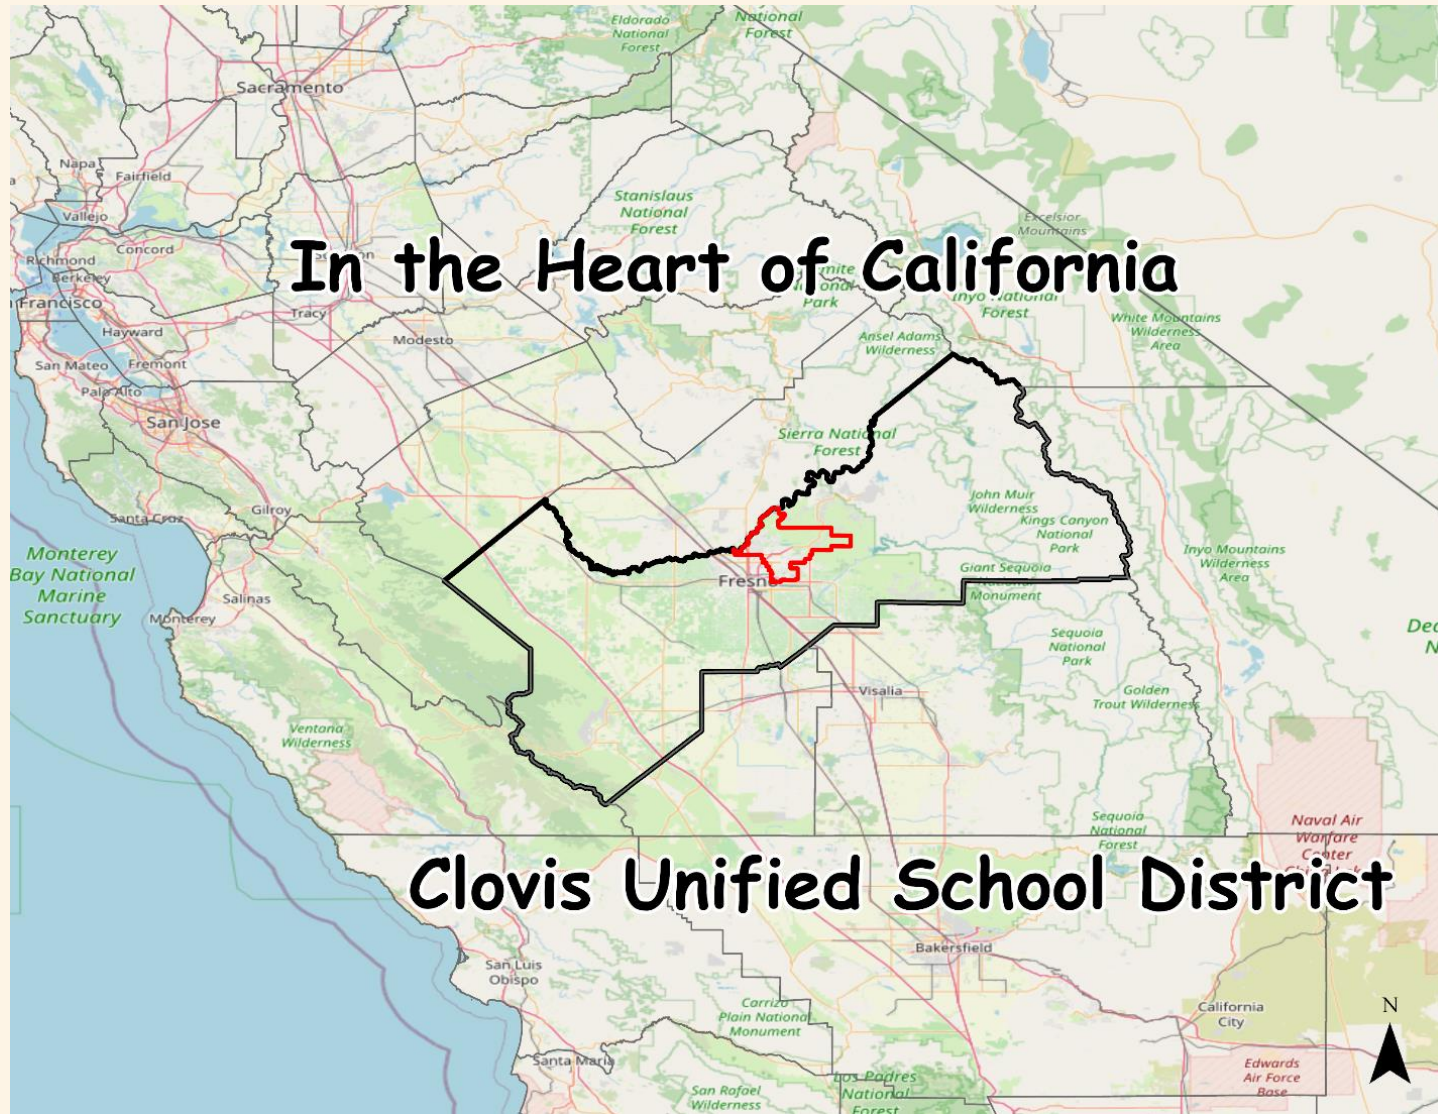 Eldorado
National
Forest
National
Forest
Sacramento
Napa
Fairfield
Vallejo
Stanislaus
National
Forest
Excelsior
Mountains
Concord
In the Heart of California
Richmond
Berkeley
Francisco
Park
Inyo National
Forest
Tracy
Hayward
Modesto
White Mountains
Wilderness
Area
Ansel Adams
Wilderness
San Mateo
Fremont
Palo Alto
San Jose
Sierra National
Forest
John Muir
Wilderness
Kings Canyon
National
Park
Santa Cruz
Gilroy
Monterey
Bay National
Marine
Sanctuary
Inyo Mountains
Wilderness
Area
Giant Sequoia
National
Monument
Fresno
Salinas
Monterey
Sequoia
National
Park
Visalia
Golden
Trout Wilderness
Ventana
Wilderness
Sequoia
National
Forest
Naval Air
Warfare
Center
Clovis Unified School District
Bakersfield
San Luis
Obispo
Carrizo
Plain National
Monument
California
City
N
Santa Maria
Edwards
Air Force
Base
San Rafael
Wilderness
Los Padres
National
Forest